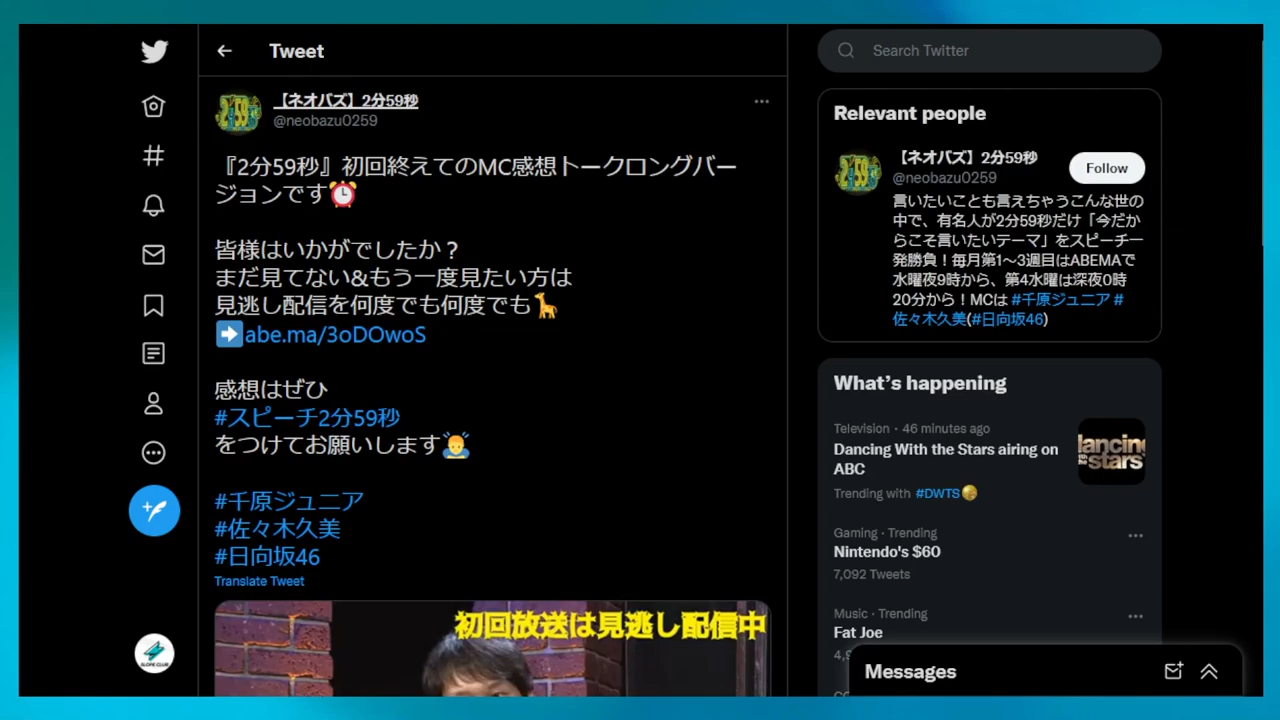 Tweet
【ネオバズ】2分59秒
@neobazu0259
『2分59秒』初回終えてのMC感想トークロングバー
ジョンです⏰
皆様はいかがでしたか？
まだ見てない&もう一度見たい方は
見逃し配信を何度でも何度でも🦒
➡abe.ma/3oDOwoS
感想はぜひ
#スピーチ2分59秒
をつけてお願いします🙇
#千原ジュニア
#佐々木久美
#日向坂46
Translate Tweet
初回放送は見逃し配信中
Search Twitter
Relevant people
【ネオバズ】2分59秒
@neobazu0259
Follow
言いたいことも言えちゃうこんな世の
中で、有名人が2分59秒だけ「今だか
らこそ言いたいテーマ」をスピーチ一
発勝負！毎月第1〜3週目はABEMAで
水曜夜9時から、第4水曜は深夜0時
20分から！MCは #千原ジュニア #
佐々木久美(#日向坂46)
What's happening
Television · 46 minutes ago
Dancing With the Stars airing on
ABC
Trending with #DWTS
dancing
stars
Gaming · Trending
Nintendo's $60
7,092 Tweets
Music · Trending
Fat Joe
Messages
SLOPE CLUB